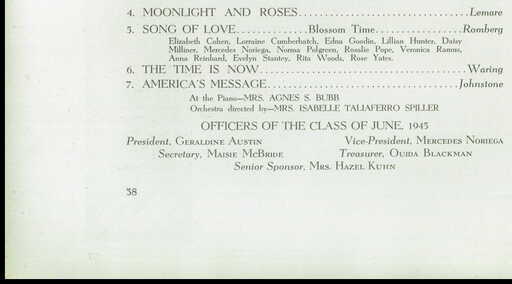 4. MOONLIGHT AND ROSES........................................Lemare
5. SONG OF LOVE...............Blossom Time..................Romberg
Elizabeth Cohen, Lorraine Cumberbatch, Edna Goodin, Lillian Hunter, Daisy
Milliner, Mercedes Noriega, Norma Polgreen, Rosalie Pope, Veronica Ramus,
Anna Reinhard, Evelyn Stantey, Rita Woods, Rose Yates.
6. THE TIME IS NOW................................................Waring
7. AMERICA'S MESSAGE...........................................Johnstone
At the Piano—MRS. AGNES S. BUBB
Orchestra directed by—MRS. ISABELLE TALIAFERRO SPILLER
OFFICERS OF THE CLASS OF JUNE, 1945
President, GERALDINE AUSTIN Vice-President, MERCEDES NORIEGA
Secretary, MAISIE MCBRIDE Treasurer, OUIDA BLACKMAN
Senior Sponsor, MRS. HAZEL KUHN
38